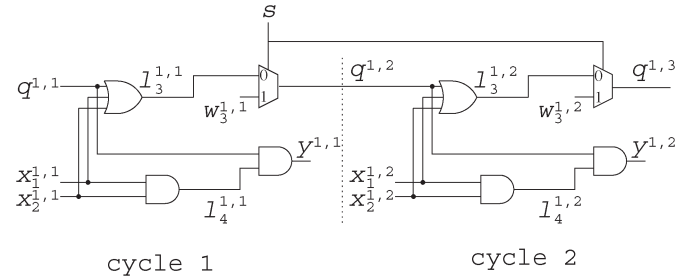 s
q^{1,1} l_3^{1,1} 0 1 w_3^{1,1} q^{1,2} l_3^{1,2} 0 1 w_3^{1,2} q^{1,3}
y^{1,1} y^{1,2}
x_1^{1,1} x_1^{1,2}
x_2^{1,1} l_4^{1,1} x_2^{1,2} l_4^{1,2}
cycle 1 cycle 2